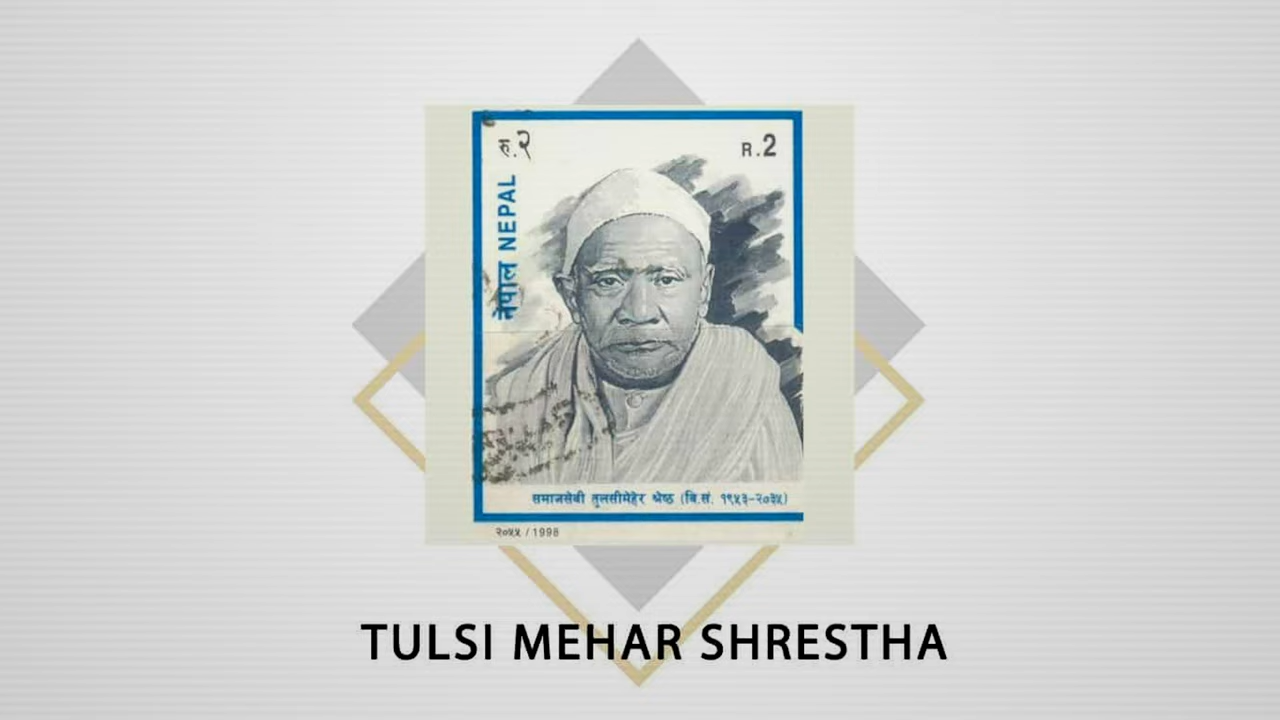 रु.२
R.2
नेपाल NEPAL
समाजसेवी तुलसीमेहेर श्रेष्ठ (वि.सं. १९५३-२०३५)
२०५५ / 1998
TULSI MEHAR SHRESTHA